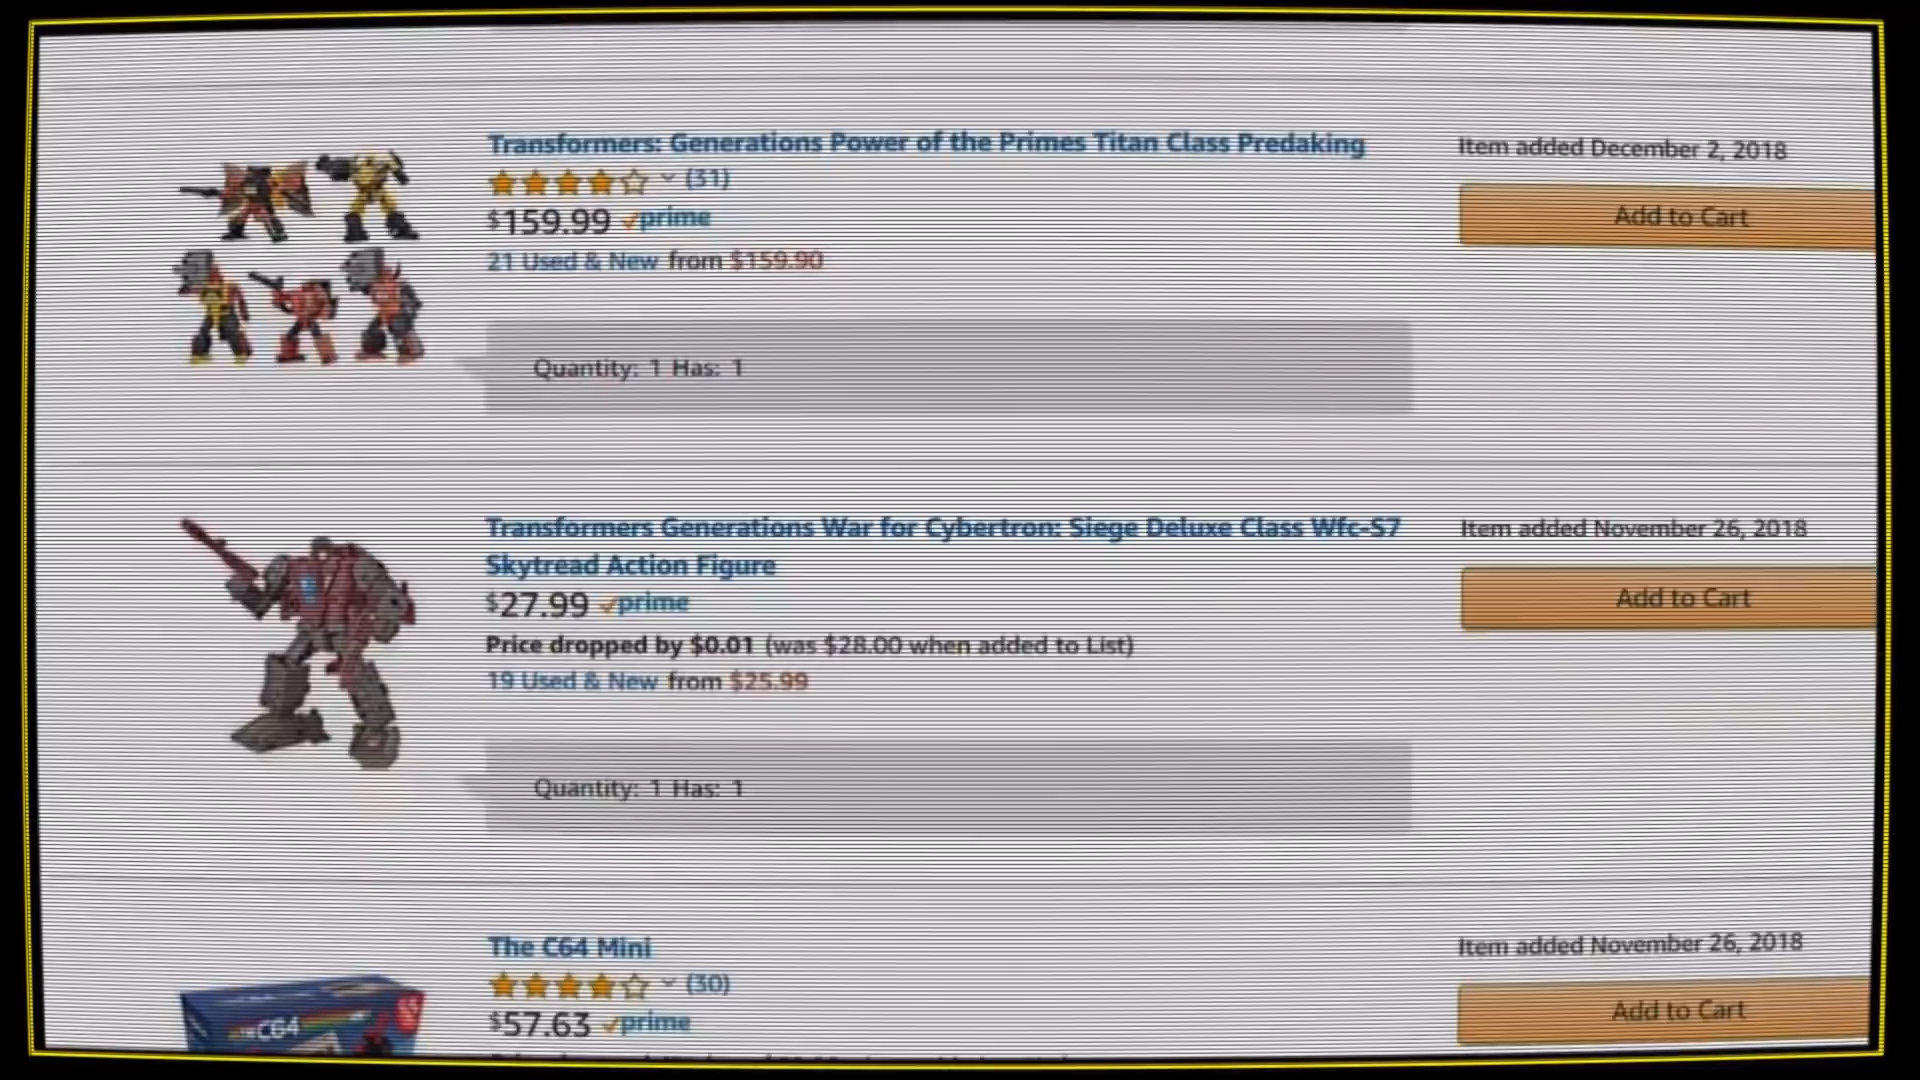 Transformers: Generations Power of the Primes Titan Class Predaking
Item added December 2, 2018
(31)
$159.99 prime
Add to Cart
21 Used & New from $159.90
Quantity: 1 Has: 1
Transformers Generations War for Cybertron: Siege Deluxe Class Wfc-S7
Skytread Action Figure
Item added November 26, 2018
$27.99 prime
Add to Cart
Price dropped by $0.01 (was $28.00 when added to List)
19 Used & New from $25.99
Quantity: 1 Has: 1
The C64 Mini
Item added November 26, 2018
(30)
$57.63 prime
Add to Cart
C64